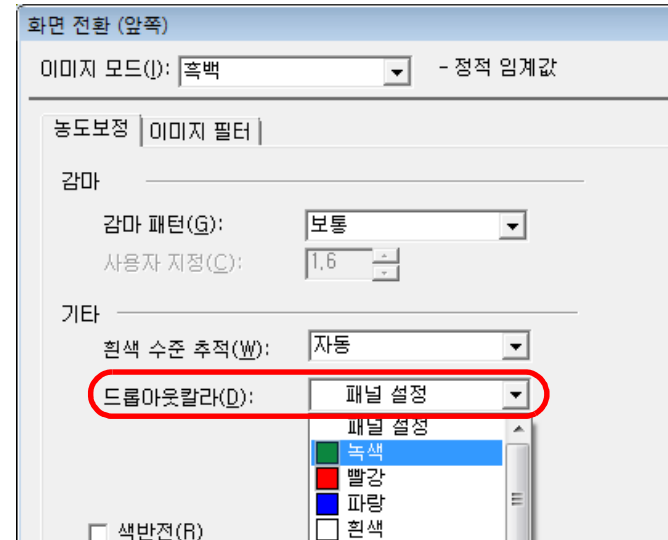 화면 전환 (앞쪽)
이미지 모드(I): 흑백 - 정적 임계값
농도보정 이미지 필터
감마
감마 패턴(G): 보통
사용자 지정(C): 1,6
기타
흰색 수준 추적(W): 자동
드롭아웃칼라(D): 패널 설정
패널 설정
녹색
빨강
파랑
색반전(R) 흰색